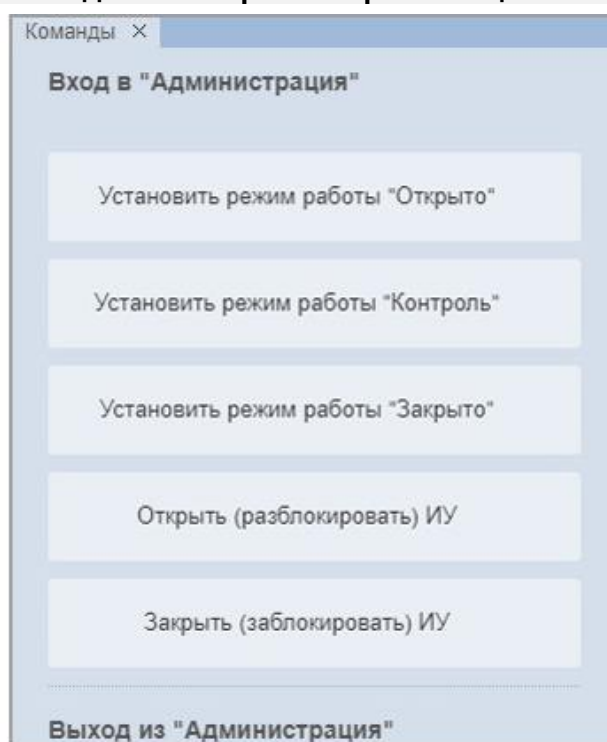 Команды ×
Вход в "Администрация"
Установить режим работы "Открыто"
Установить режим работы "Контроль"
Установить режим работы "Закрыто"
Открыть (разблокировать) ИУ
Закрыть (заблокировать) ИУ
Выход из "Администрация"